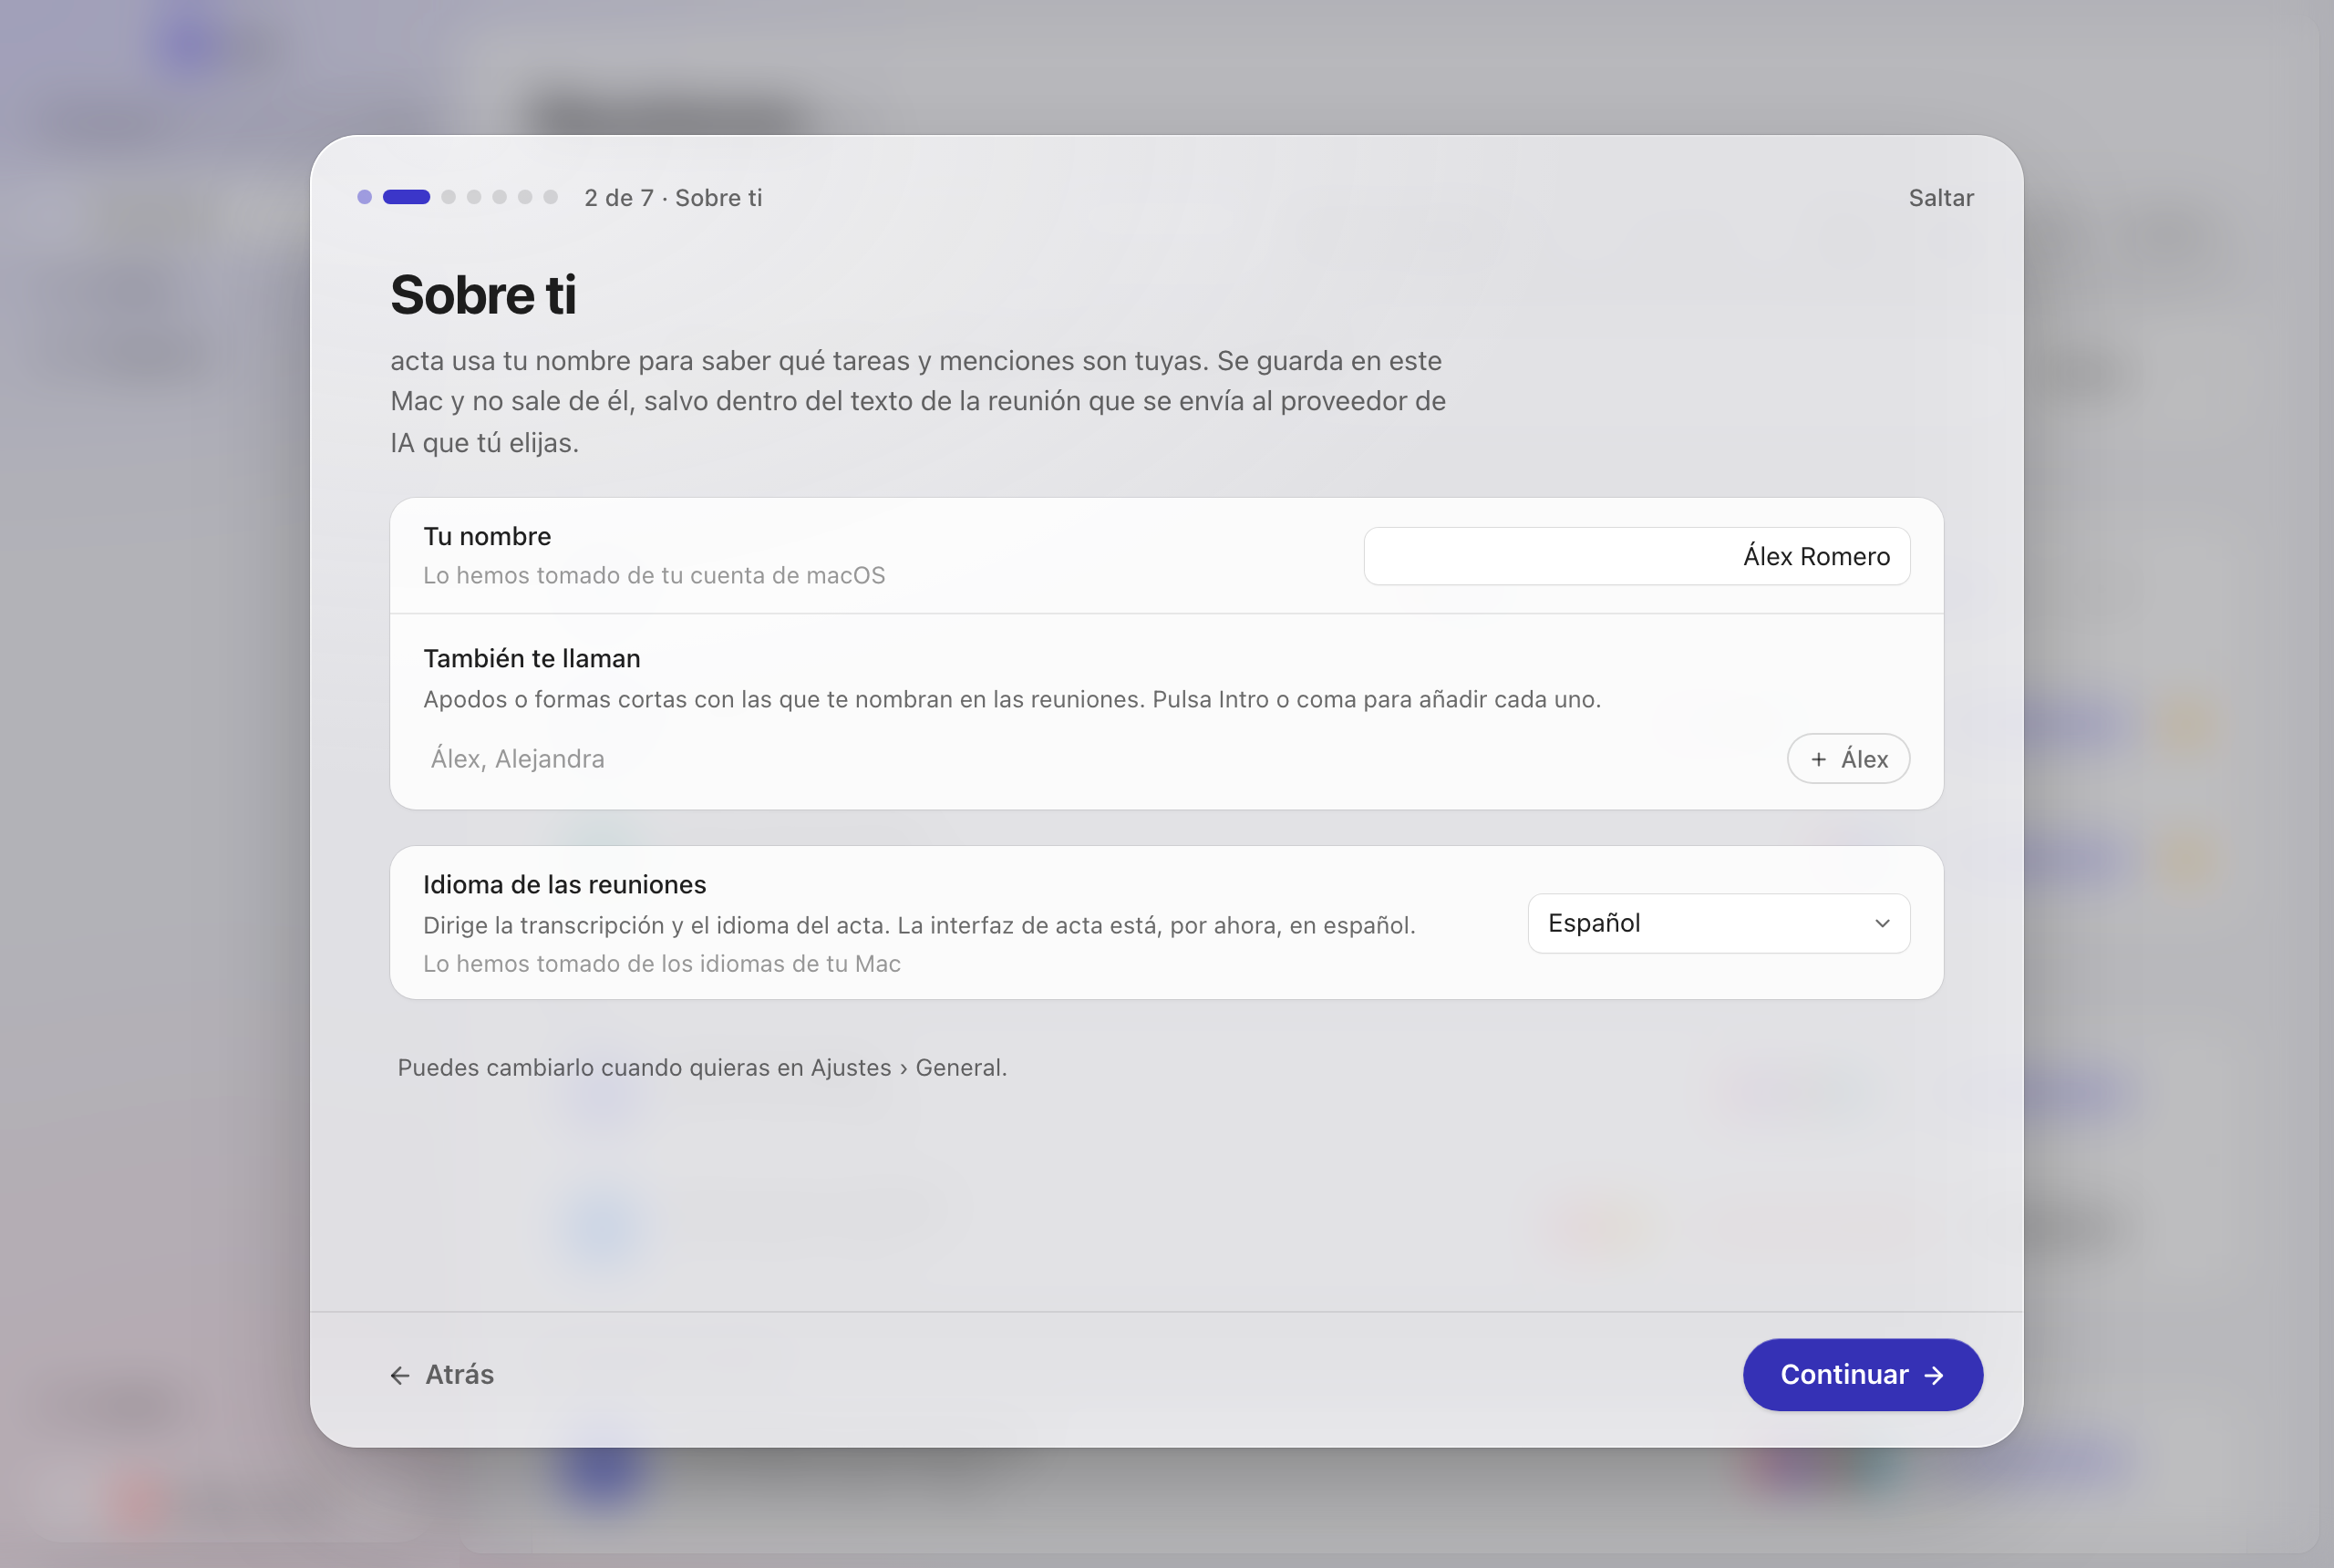 2 de 7 · Sobre ti
Saltar
Sobre ti
acta usa tu nombre para saber qué tareas y menciones son tuyas. Se guarda en este
Mac y no sale de él, salvo dentro del texto de la reunión que se envía al proveedor de
IA que tú elijas.
Tu nombre
Lo hemos tomado de tu cuenta de macOS
Álex Romero
También te llaman
Apodos o formas cortas con las que te nombran en las reuniones. Pulsa Intro o coma para añadir cada uno.
Álex, Alejandra
+ Álex
Idioma de las reuniones
Dirige la transcripción y el idioma del acta. La interfaz de acta está, por ahora, en español.
Lo hemos tomado de los idiomas de tu Mac
Español
Puedes cambiarlo cuando quieras en Ajustes › General.
← Atrás
Continuar →